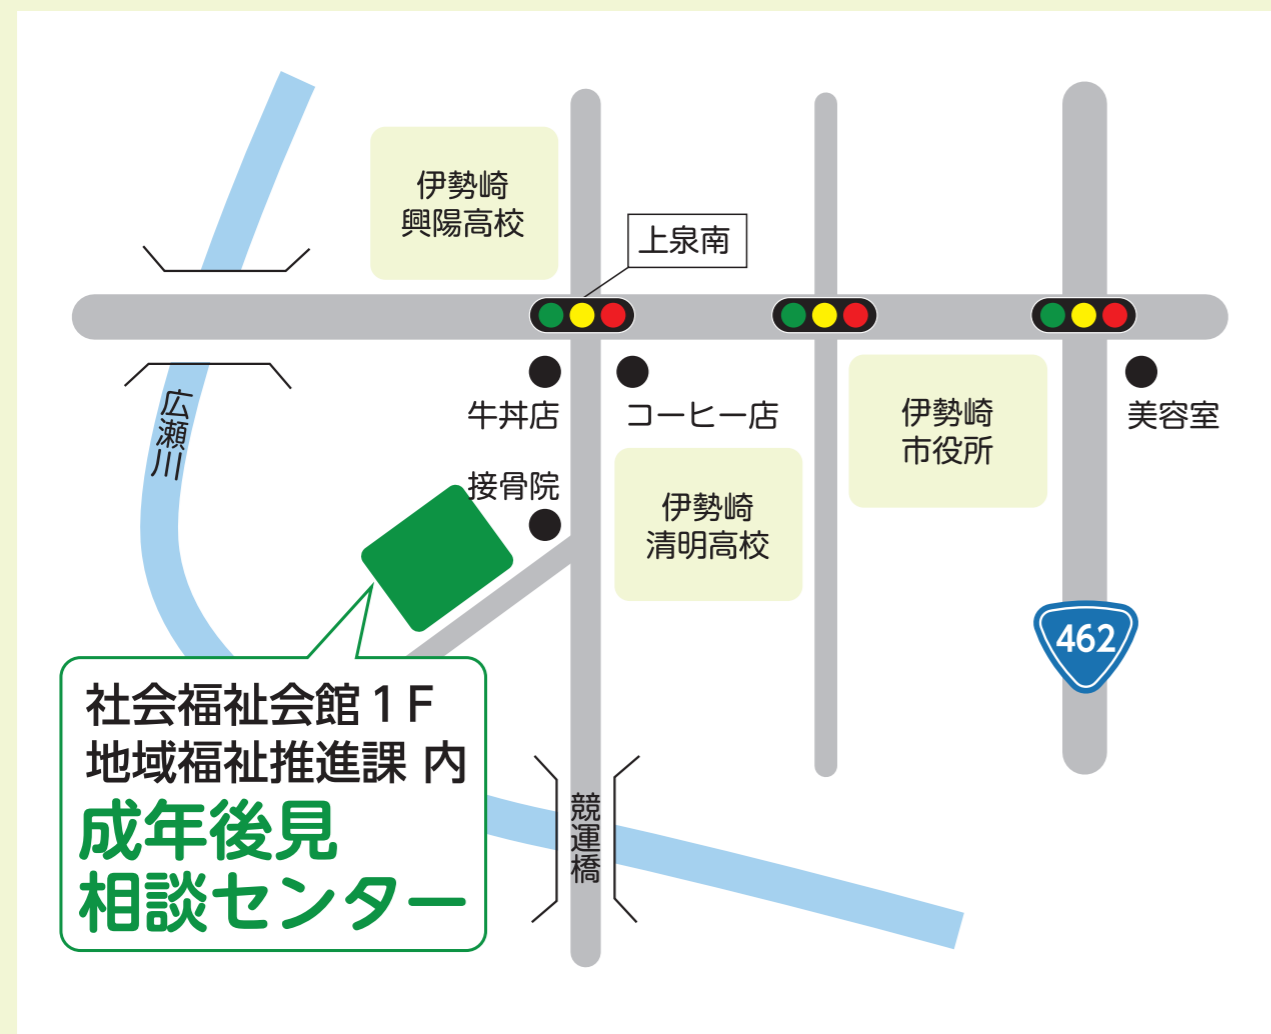 伊勢崎
興陽高校
上泉南
広瀬川
牛丼店
コーヒー店
伊勢崎
市役所
美容室
接骨院
伊勢崎
清明高校
462
社会福祉会館1F
地域福祉推進課 内
成年後見
相談センター
競運橋